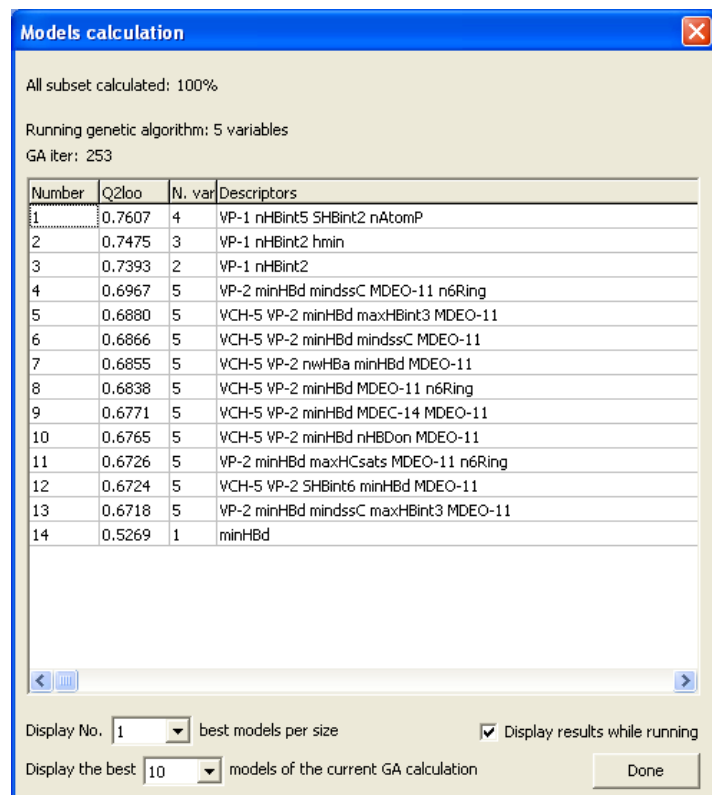 Models calculation
All subset calculated: 100%
Running genetic algorithm: 5 variables
GA iter: 253
Number Q2loo N. var Descriptors
1 0.7607 4 VP-1 nHBint5 SHBint2 nAtomP
2 0.7475 3 VP-1 nHBint2 hmin
3 0.7393 2 VP-1 nHBint2
4 0.6967 5 VP-2 minHBd mindssC MDEO-11 n6Ring
5 0.6880 5 VCH-5 VP-2 minHBd maxHBint3 MDEO-11
6 0.6866 5 VCH-5 VP-2 minHBd mindssC MDEO-11
7 0.6855 5 VCH-5 VP-2 nwHBa minHBd MDEO-11
8 0.6838 5 VCH-5 VP-2 minHBd MDEO-11 n6Ring
9 0.6771 5 VCH-5 VP-2 minHBd MDEC-14 MDEO-11
10 0.6765 5 VCH-5 VP-2 minHBd nHBDon MDEO-11
11 0.6726 5 VP-2 minHBd maxHCsats MDEO-11 n6Ring
12 0.6724 5 VCH-5 VP-2 SHBint6 minHBd MDEO-11
13 0.6718 5 VP-2 minHBd mindssC maxHBint3 MDEO-11
14 0.5269 1 minHBd
Display No. 1 best models per size Display results while running
Display the best 10 models of the current GA calculation Done